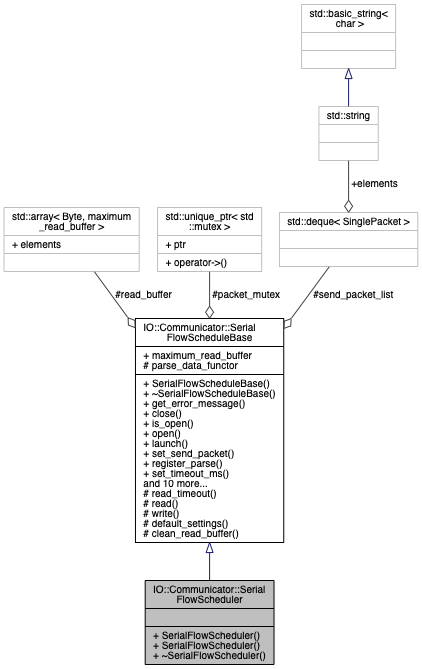 std::basic_string<
char >
std::string
+elements
std::array< Byte, maximum
_read_buffer >
+ elements
std::unique_ptr< std
::mutex >
+ ptr
+ operator->()
std::deque< SinglePacket >
#read_buffer
#packet_mutex
#send_packet_list
IO::Communicator::Serial
FlowScheduleBase
+ maximum_read_buffer
# parse_data_functor
+ SerialFlowScheduleBase()
+ ~SerialFlowScheduleBase()
+ get_error_message()
+ close()
+ is_open()
+ open()
+ launch()
+ set_send_packet()
+ register_parse()
+ set_timeout_ms()
and 10 more...
# read_timeout()
# read()
# write()
# default_settings()
# clean_read_buffer()
IO::Communicator::Serial
FlowScheduler
+ SerialFlowScheduler()
+ SerialFlowScheduler()
+ ~SerialFlowScheduler()